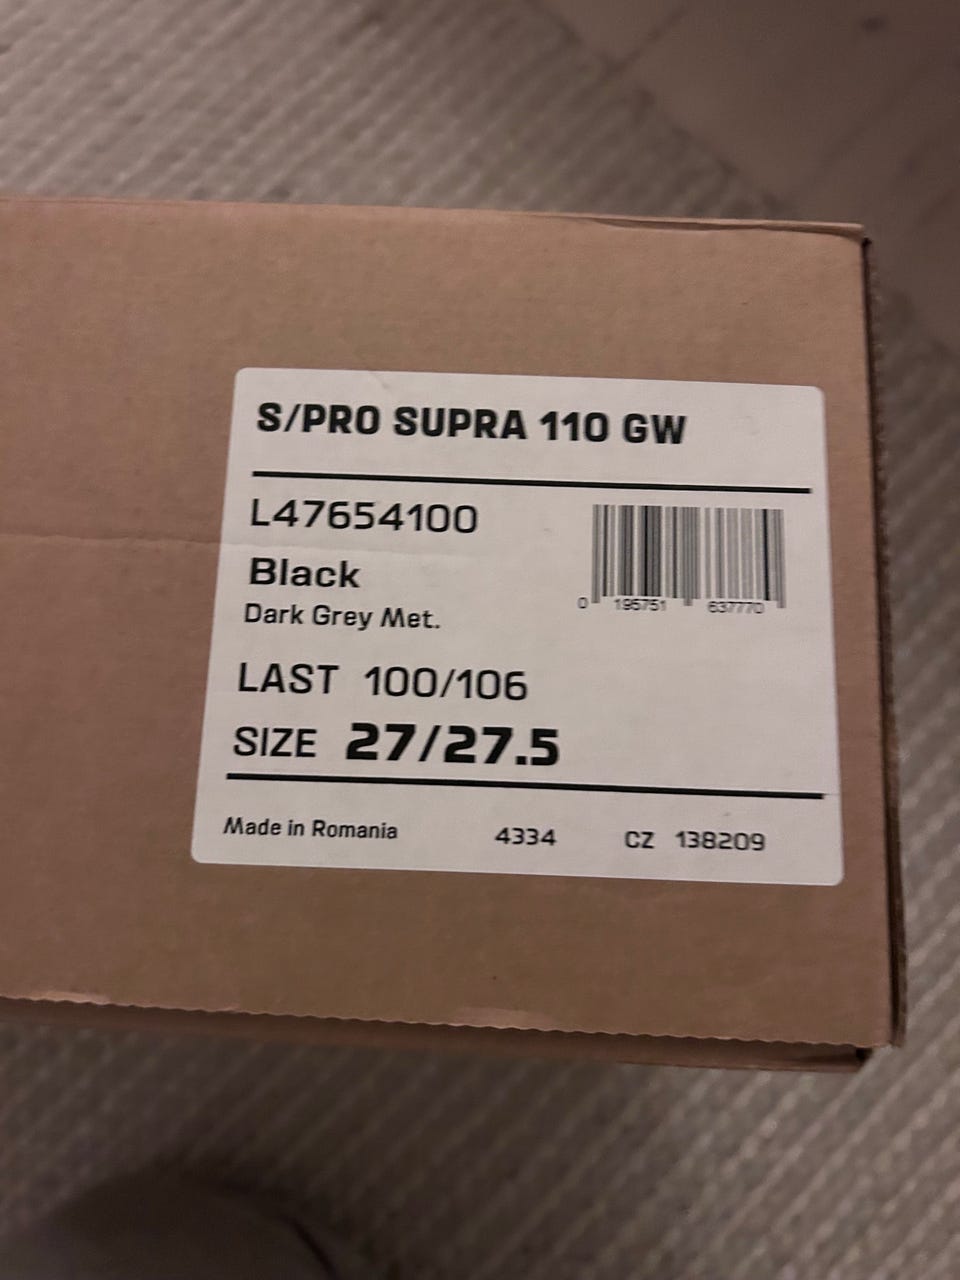 S/PRO SUPRA 110 GW
L47654100
Black
Dark Grey Met.
0 195751 637770
LAST 100/106
SIZE 27/27.5
Made in Romania 4334 CZ 138209